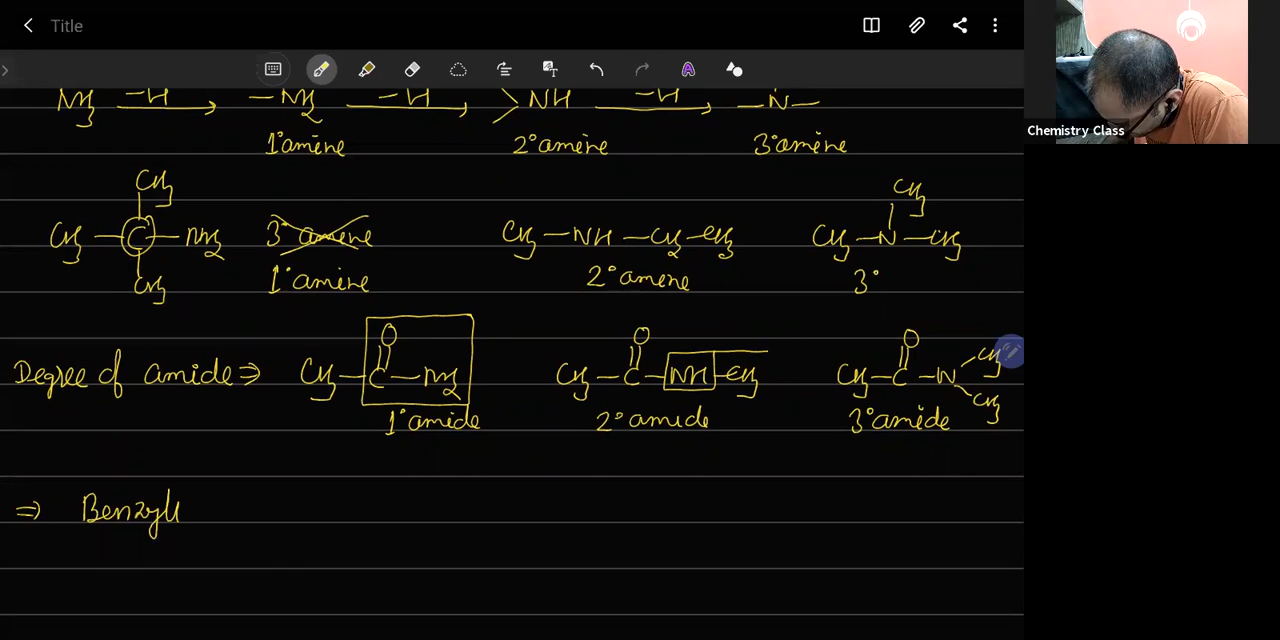 Title
Chemistry Class
NH3 —H→ —NH2 —H→ >NH —H→ —N—
1° amine 2° amine 3° amine
CH3
CH3
CH3—C—NH2 3° amine CH3—NH—CH2—CH3 CH3—N—CH3
CH3 1° amine 2° amine 3°
O O O
Degree of amide ⇒ CH3—C—NH2 CH3—C—NH—CH3 CH3—C—N CH3
CH3
1° amide 2° amide 3° amide
⇒ Benzyl